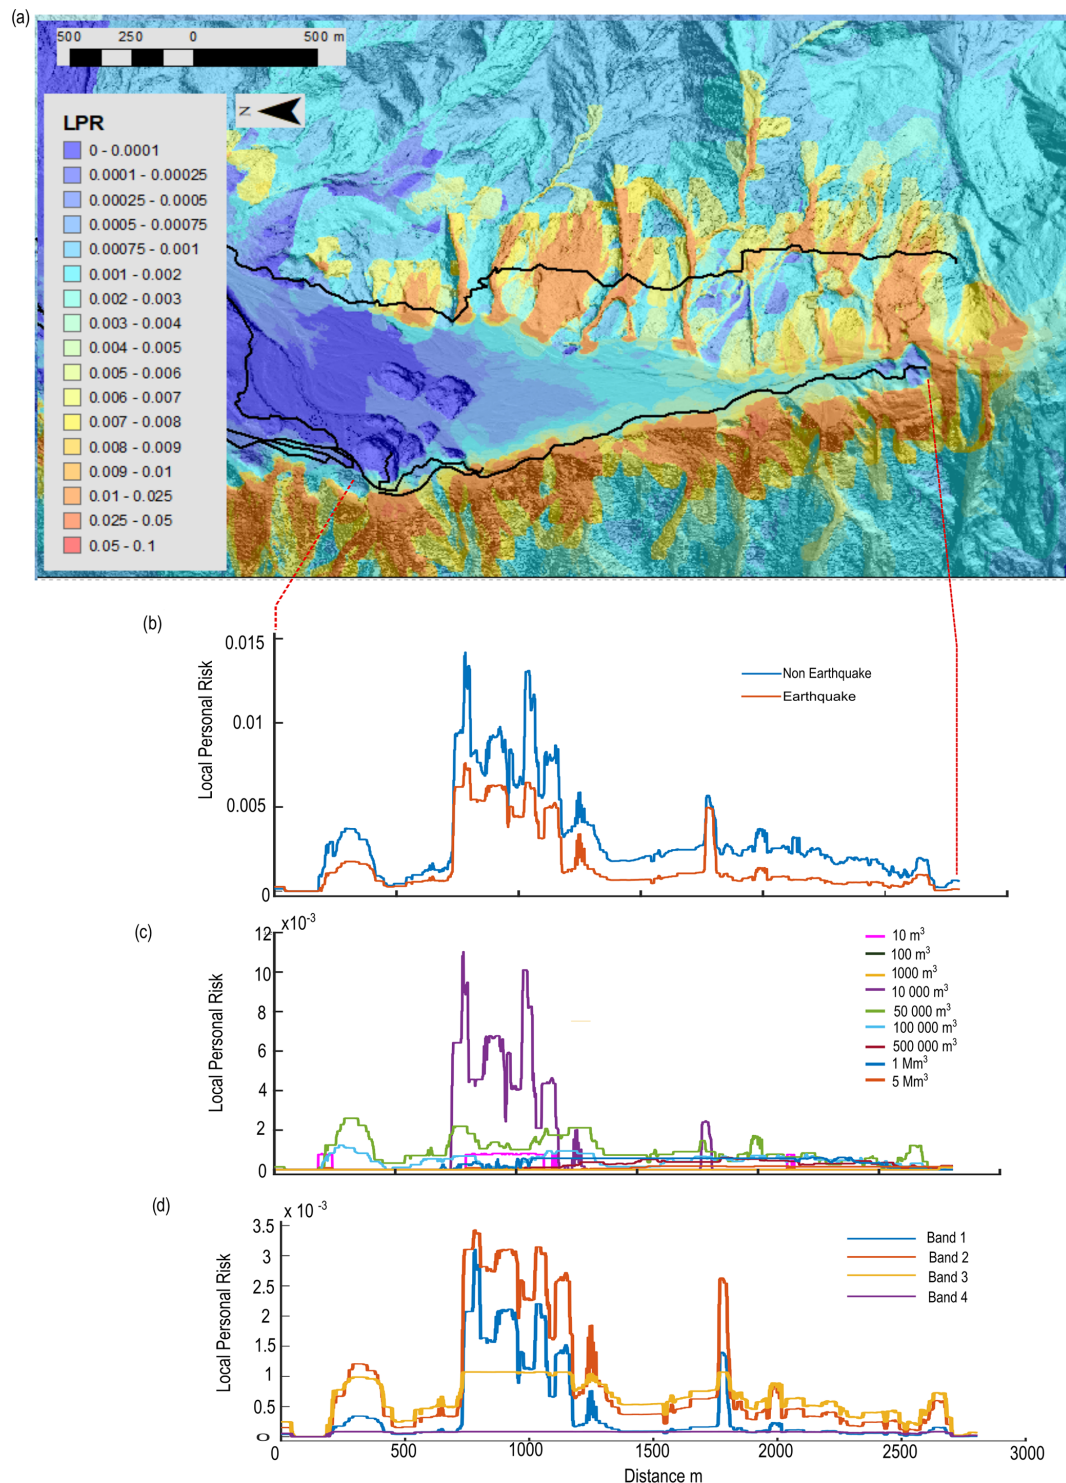 (a)
500 250 0 500 m
N
LPR
0 - 0.0001
0.0001 - 0.00025
0.00025 - 0.0005
0.0005 - 0.00075
0.00075 - 0.001
0.001 - 0.002
0.002 - 0.003
0.003 - 0.004
0.004 - 0.005
0.005 - 0.006
0.006 - 0.007
0.007 - 0.008
0.008 - 0.009
0.009 - 0.01
0.01 - 0.025
0.025 - 0.05
0.05 - 0.1
(b)
Local Personal Risk
0.015
0.01
0.005
0
Non Earthquake
Earthquake
(c)
x10⁻³
Local Personal Risk
12
10
8
6
4
2
0
10 m³
100 m³
1000 m³
10 000 m³
50 000 m³
100 000 m³
500 000 m³
1 Mm³
5 Mm³
(d)
x 10 ⁻³
Local Personal Risk
3.5
3
2.5
2
1.5
1
0.5
0
Band 1
Band 2
Band 3
Band 4
0 500 1000 1500 2000 2500 3000
Distance m